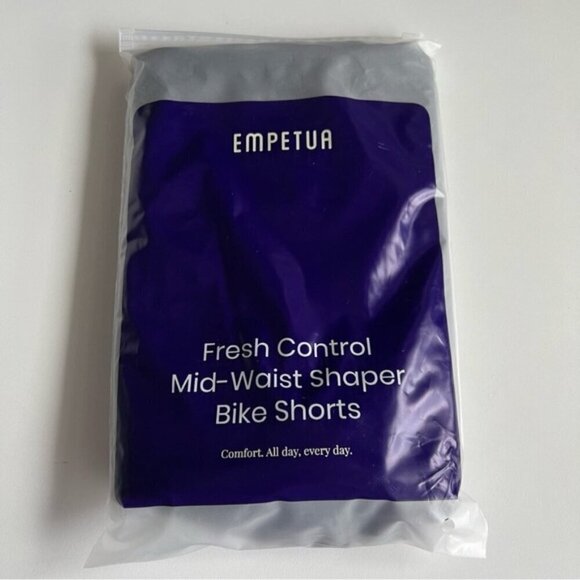 EMPETUA
Fresh Control
Mid-Waist Shaper
Bike Shorts
Comfort. All day, every day.